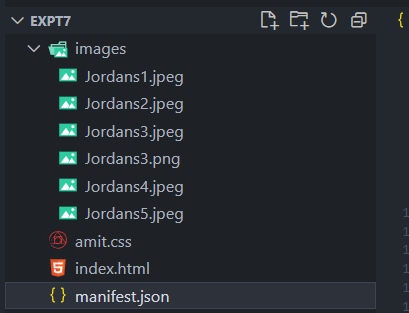 EXPT7
images
Jordans1.jpeg
Jordans2.jpeg
Jordans3.jpeg
Jordans3.png
Jordans4.jpeg
Jordans5.jpeg
amit.css
index.html
{ } manifest.json